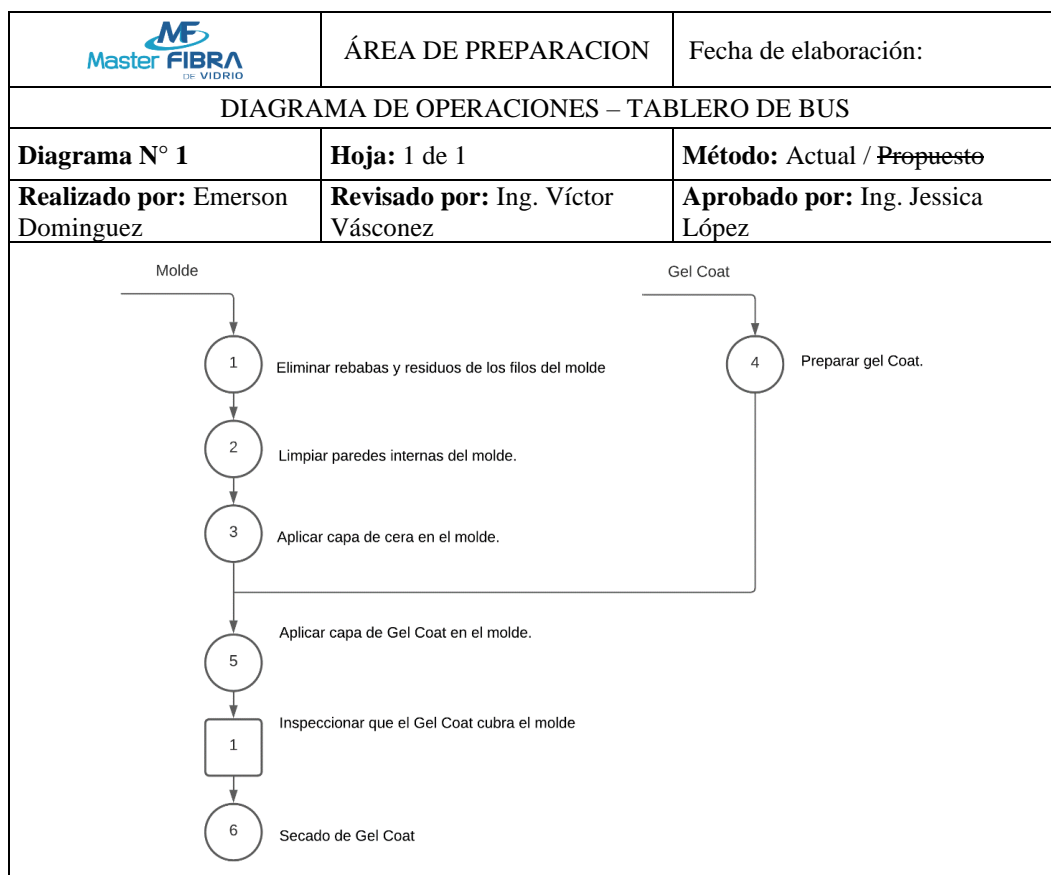 MF
Master FIBRA
DE VIDRIO
ÁREA DE PREPARACION
Fecha de elaboración:
DIAGRAMA DE OPERACIONES – TABLERO DE BUS
Diagrama N° 1
Hoja: 1 de 1
Método: Actual / Propuesto
Realizado por: Emerson
Dominguez
Revisado por: Ing. Víctor
Vásconez
Aprobado por: Ing. Jessica
López
Molde
Gel Coat
1
Eliminar rebabas y residuos de los filos del molde
4
Preparar gel Coat.
2
Limpiar paredes internas del molde.
3
Aplicar capa de cera en el molde.
Aplicar capa de Gel Coat en el molde.
5
Inspeccionar que el Gel Coat cubra el molde
1
6
Secado de Gel Coat